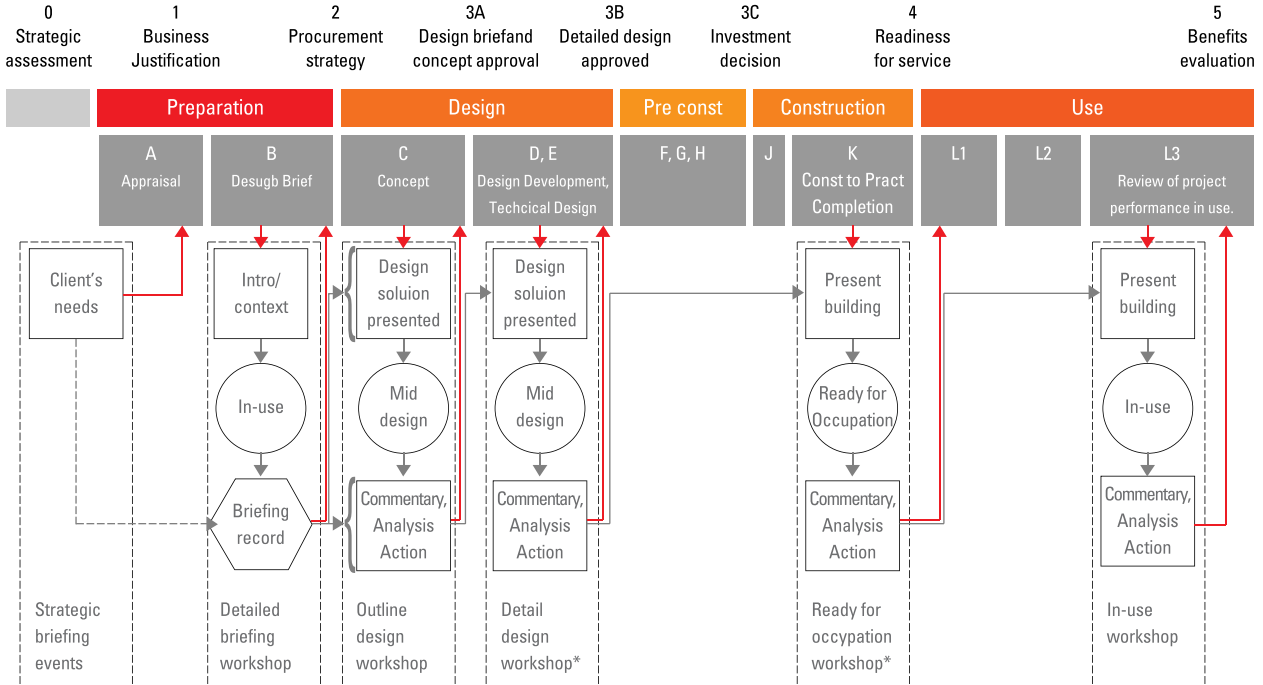 0
Strategic
assessment
1
Business
Justification
2
Procurement
strategy
3A
Design briefand
concept approval
3B
Detailed design
approved
3C
Investment
decision
4
Readiness
for service
5
Benefits
evaluation
Preparation
Design
Pre const
Construction
Use
A
Appraisal
B
Desugb Brief
C
Concept
D, E
Design Development,
Techcical Design
F, G, H
J
K
Const to Pract
Completion
L1
L2
L3
Review of project
performance in use.
Client's
needs
Intro/
context
Design
soluion
presented
Design
soluion
presented
Present
building
Present
building
In-use
Mid
design
Mid
design
Ready for
Occupation
In-use
Briefing
record
Commentary,
Analysis
Action
Commentary,
Analysis
Action
Commentary,
Analysis
Action
Commentary,
Analysis
Action
Strategic
briefing
events
Detailed
briefing
workshop
Outline
design
workshop
Detail
design
workshop*
Ready for
occypation
workshop*
In-use
workshop